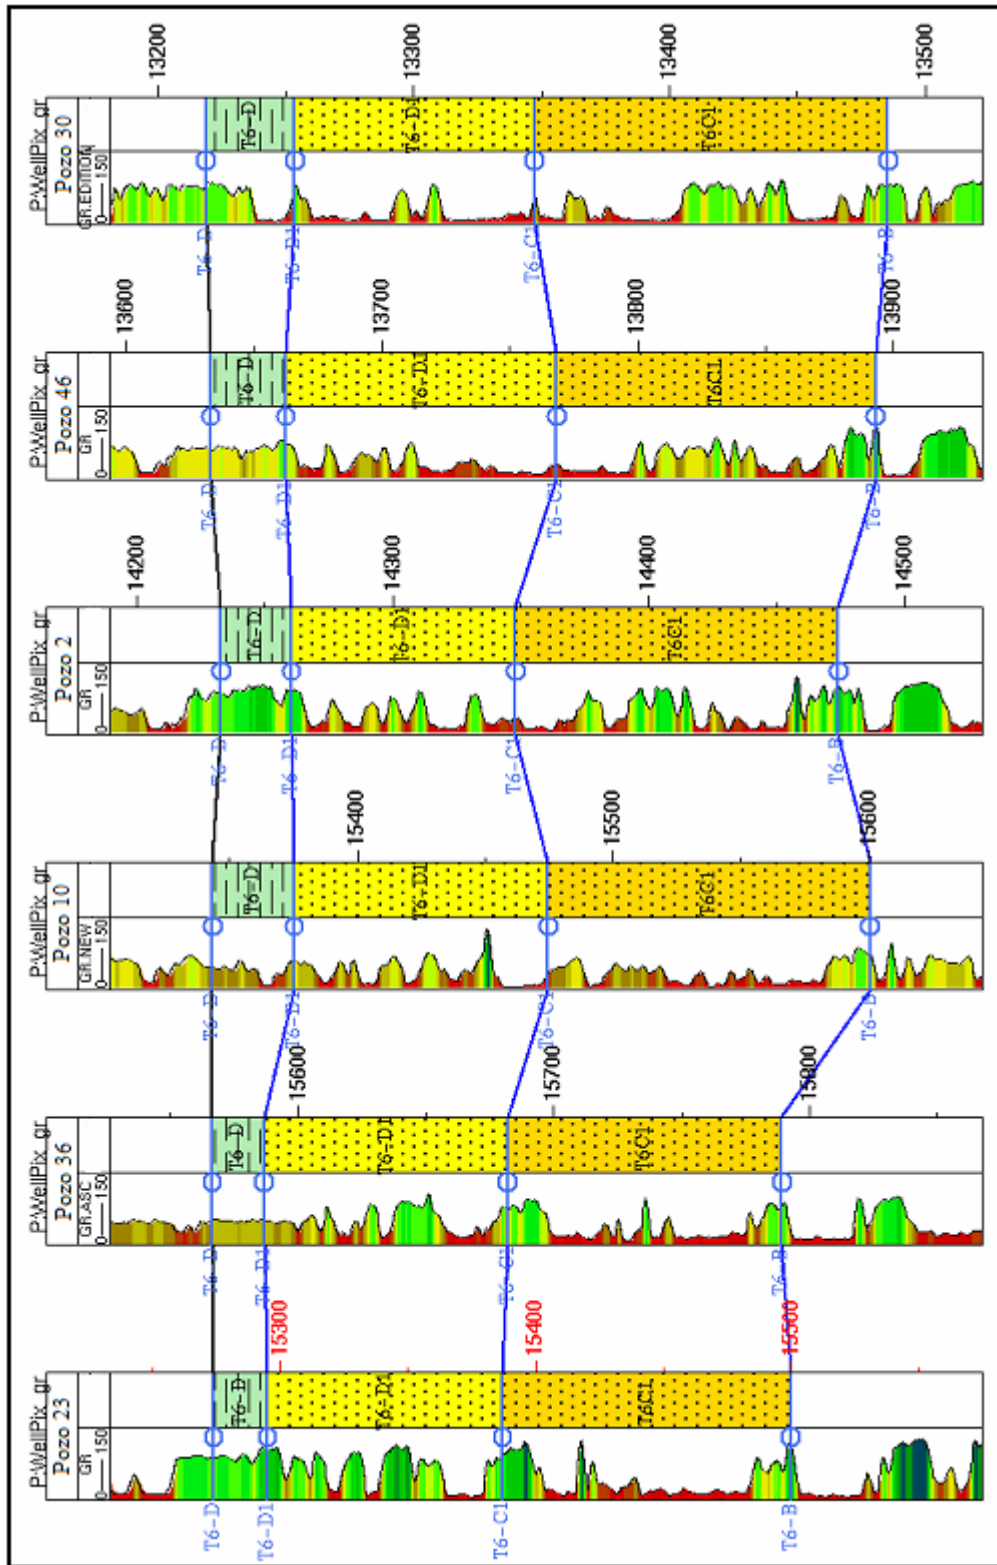 P:WellPix_gr
Pozo 23
0 GR 150
T6-D
T6-D
T6-D1
15300
T6-D1
T6-C1
15400
T6C1
T6-B
15500
P:WellPix_gr
Pozo 36
0 GR.ASC 150
T6-D
T6-D
T6-D1
15600
T6-D1
T6-C1
15700
T6C1
T6-B
15800
P:WellPix_gr
Pozo 10
0 GR.NEW 150
T6-D
T6-D
T6-D1
15400
T6-D1
T6-C1
15500
T6C1
T6-B
15600
P:WellPix_gr
Pozo 2
0 GR 150
14200
T6-D
T6-D
T6-D1
14300
T6-D1
T6-C1
14400
T6C1
T6-B
14500
P:WellPix_gr
Pozo 46
0 GR 150
13600
T6-D
T6-D
T6-D1
13700
T6-D1
T6-C1
13800
T6C1
T6-B
13900
P:WellPix_gr
Pozo 30
0 GR.EDITION 150
13200
T6-D
T6-D
T6-D1
13300
T6-D1
T6-C1
13400
T6C1
T6-B
13500